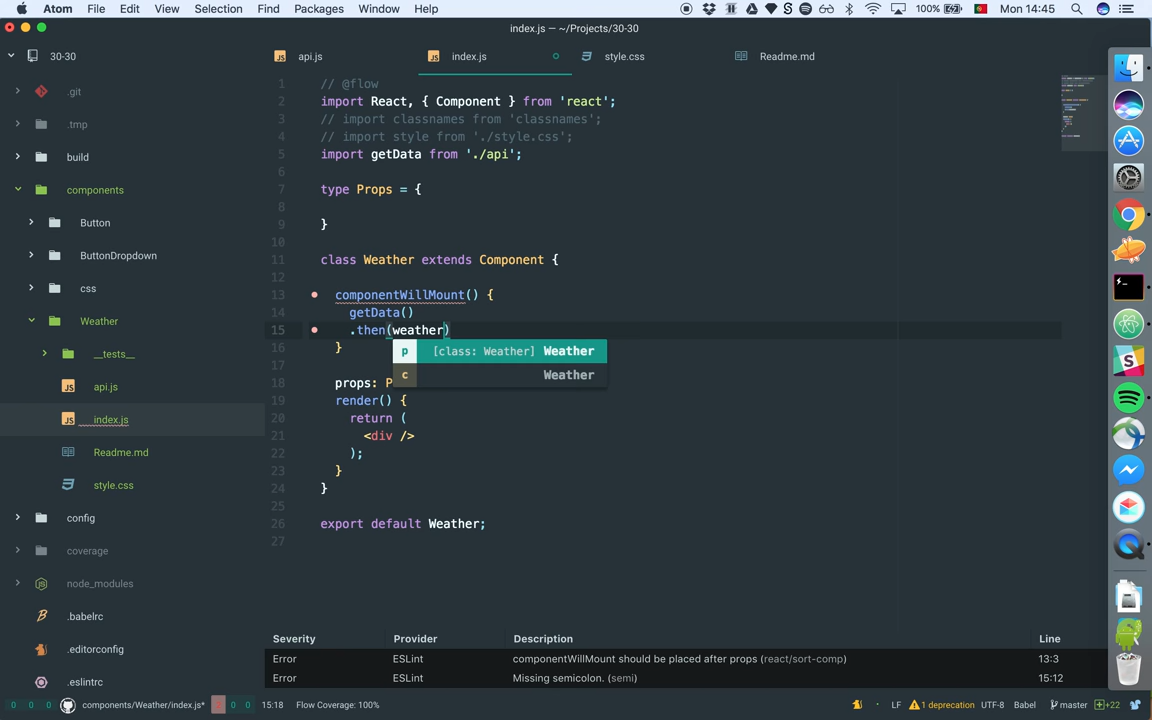 Atom File Edit View Selection Find Packages Window Help 100% Mon 14:45
index.js — ~/Projects/30-30
30-30
api.js
index.js
style.css
Readme.md
.git
.tmp
build
components
Button
ButtonDropdown
css
Weather
__tests__
api.js
index.js
Readme.md
style.css
config
coverage
node_modules
.babelrc
.editorconfig
.eslintrc
1 // @flow
2 import React, { Component } from 'react';
3 // import classnames from 'classnames';
4 // import style from './style.css';
5 import getData from './api';
6
7 type Props = {
8
9 }
10
11 class Weather extends Component {
12
13 componentWillMount() {
14 getData()
15 .then(weather)
16 }
17
18 props: P
19 render() {
20 return (
21 <div />
22 );
23 }
24 }
25
26 export default Weather;
27
p [class: Weather] Weather
c Weather
Severity Provider Description Line
Error ESLint componentWillMount should be placed after props (react/sort-comp) 13:3
Error ESLint Missing semicolon. (semi) 15:12
0 0 0 components/Weather/index.js* 0 0 15:18 Flow Coverage: 100% LF 1 deprecation UTF-8 Babel master +22